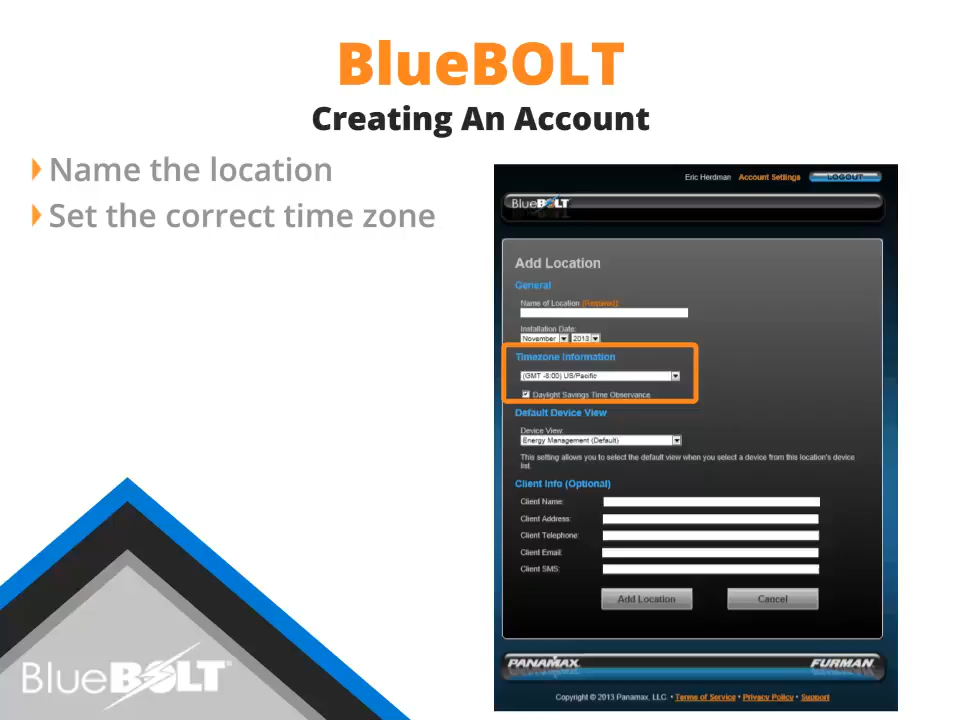 BlueBOLT
Creating An Account
Name the location
Set the correct time zone
Eric Herdman Account Settings LOGOUT
BlueBOLT
Add Location
General
Name of Location (Required):
Installation Date:
November 2013
Timezone Information
(GMT -8:00) US/Pacific
Daylight Savings Time Observance
Default Device View
Device View:
Energy Management (Default)
This setting allows you to select the default view when you select a device from this location's device
list.
Client Info (Optional)
Client Name:
Client Address:
Client Telephone:
Client Email:
Client SMS:
Add Location Cancel
PANAMAX FURMAN
Copyright © 2013 Panamax, LLC. • Terms of Service • Privacy Policy • Support
BlueBOLT™